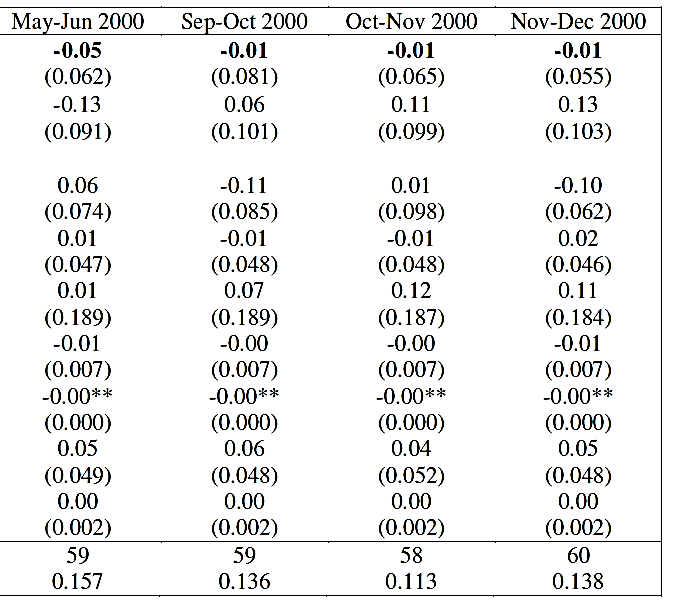 May-Jun 2000 Sep-Oct 2000 Oct-Nov 2000 Nov-Dec 2000
-0.05 -0.01 -0.01 -0.01
(0.062) (0.081) (0.065) (0.055)
-0.13 0.06 0.11 0.13
(0.091) (0.101) (0.099) (0.103)
0.06 -0.11 0.01 -0.10
(0.074) (0.085) (0.098) (0.062)
0.01 -0.01 -0.01 0.02
(0.047) (0.048) (0.048) (0.046)
0.01 0.07 0.12 0.11
(0.189) (0.189) (0.187) (0.184)
-0.01 -0.00 -0.00 -0.01
(0.007) (0.007) (0.007) (0.007)
-0.00** -0.00** -0.00** -0.00**
(0.000) (0.000) (0.000) (0.000)
0.05 0.06 0.04 0.05
(0.049) (0.048) (0.052) (0.048)
0.00 0.00 0.00 0.00
(0.002) (0.002) (0.002) (0.002)
59 59 58 60
0.157 0.136 0.113 0.138